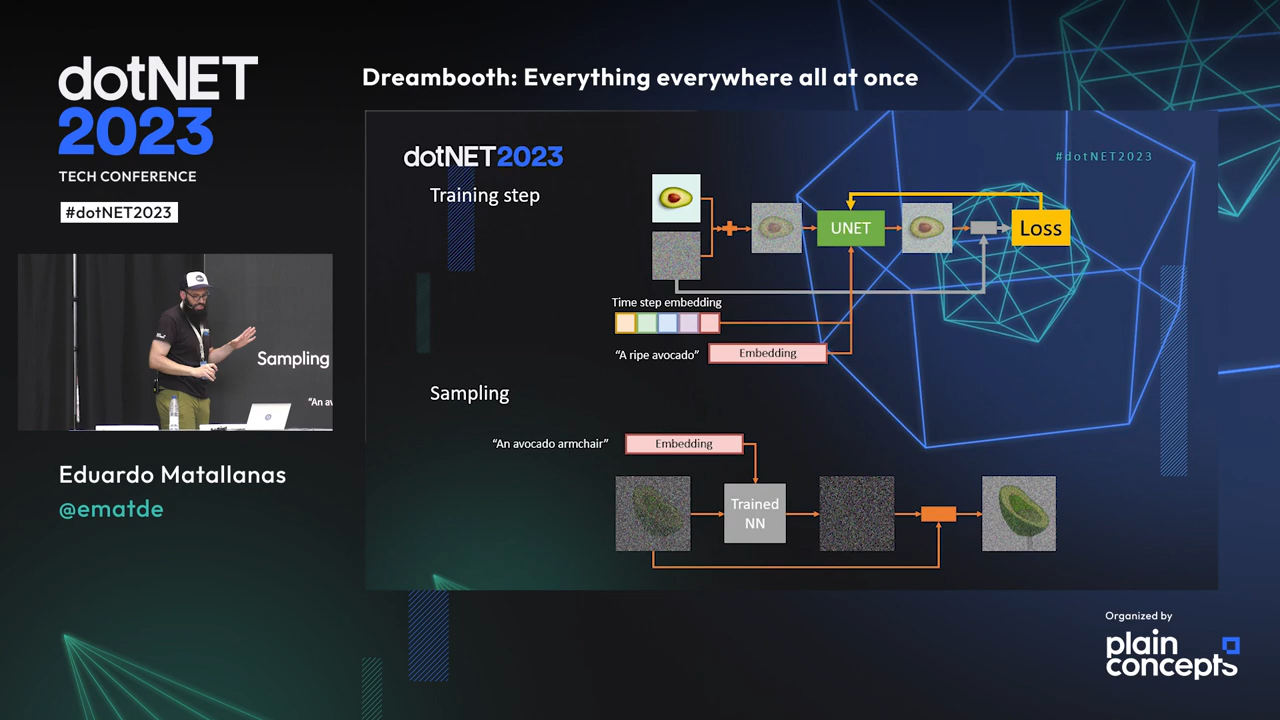 dotNET
2023
TECH CONFERENCE
#dotNET2023
Dreambooth: Everything everywhere all at once
dotNET2023
#dotNET2023
Training step
UNET
Loss
Time step embedding
"A ripe avocado"
Embedding
Sampling
"An avocado armchair"
Embedding
Trained
NN
Sampling
"An av
Eduardo Matallanas
@ematde
Organized by
plain
concepts